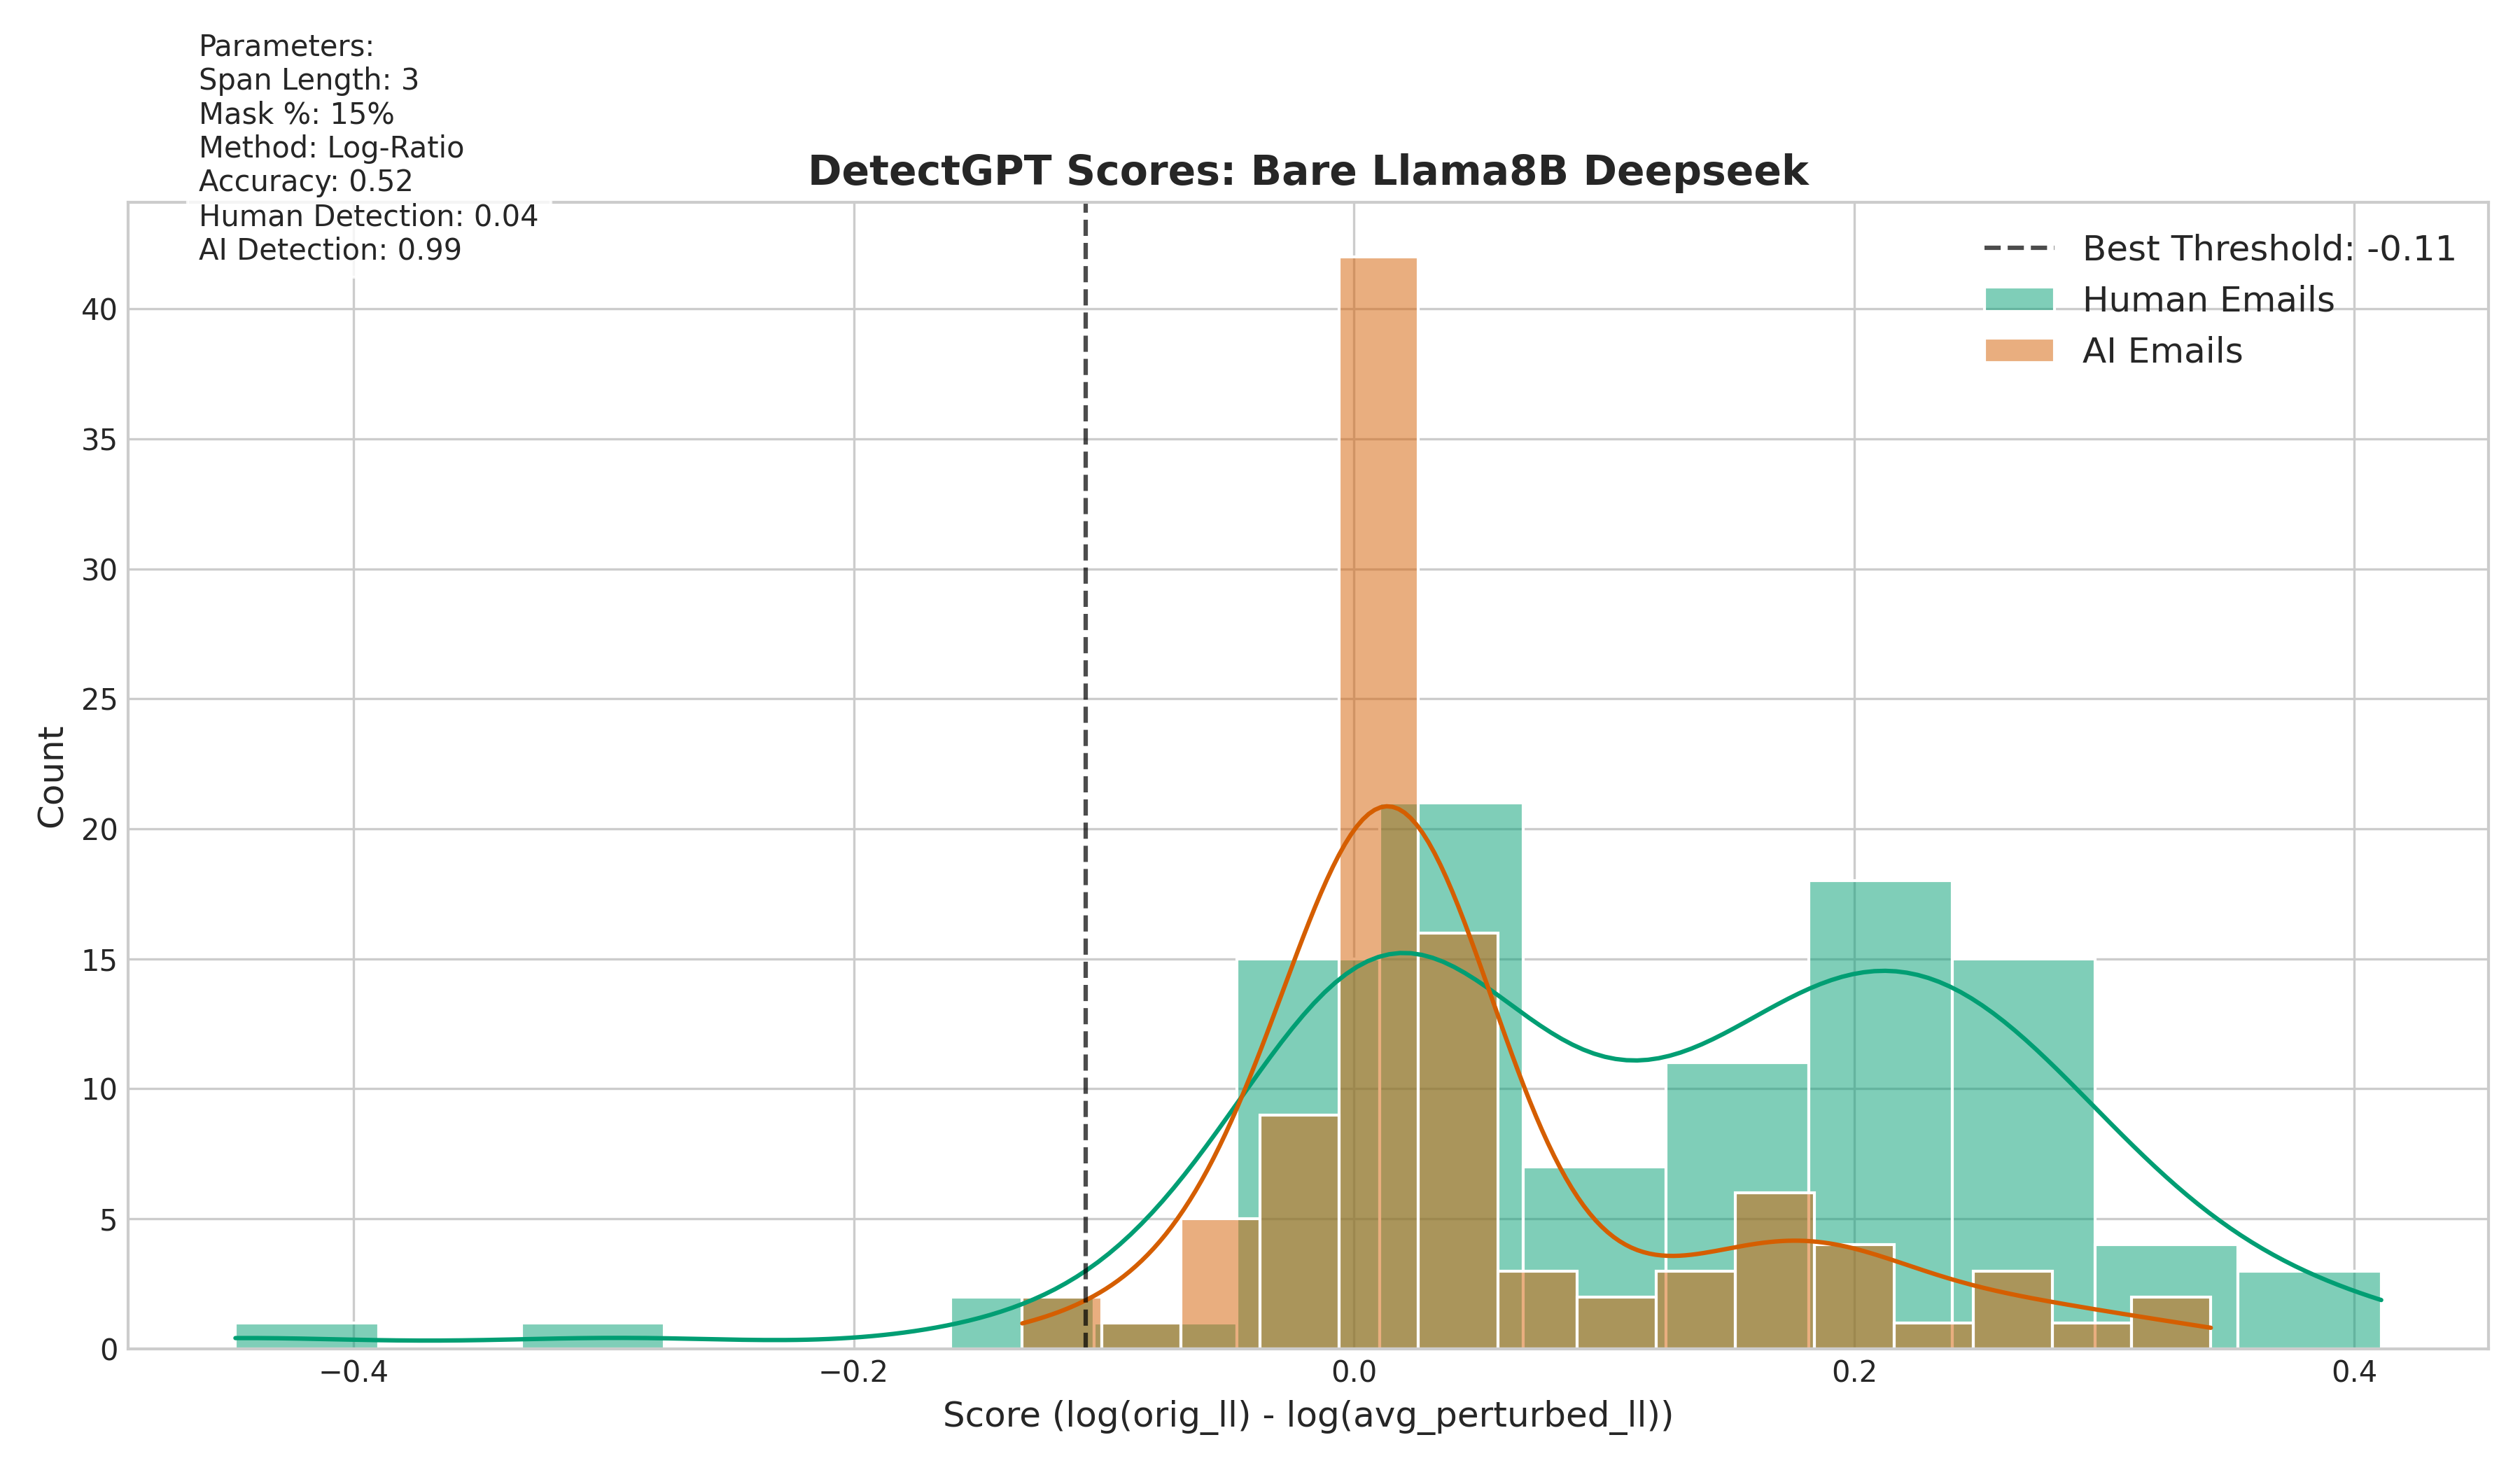 Parameters:
Span Length: 3
Mask %: 15%
Method: Log-Ratio
Accuracy: 0.52
Human Detection: 0.04
AI Detection: 0.99
DetectGPT Scores: Bare Llama8B Deepseek
Best Threshold: -0.11
Human Emails
AI Emails
Count
40
35
30
25
20
15
10
5
0
−0.4
−0.2
0.0
0.2
0.4
Score (log(orig_ll) - log(avg_perturbed_ll))